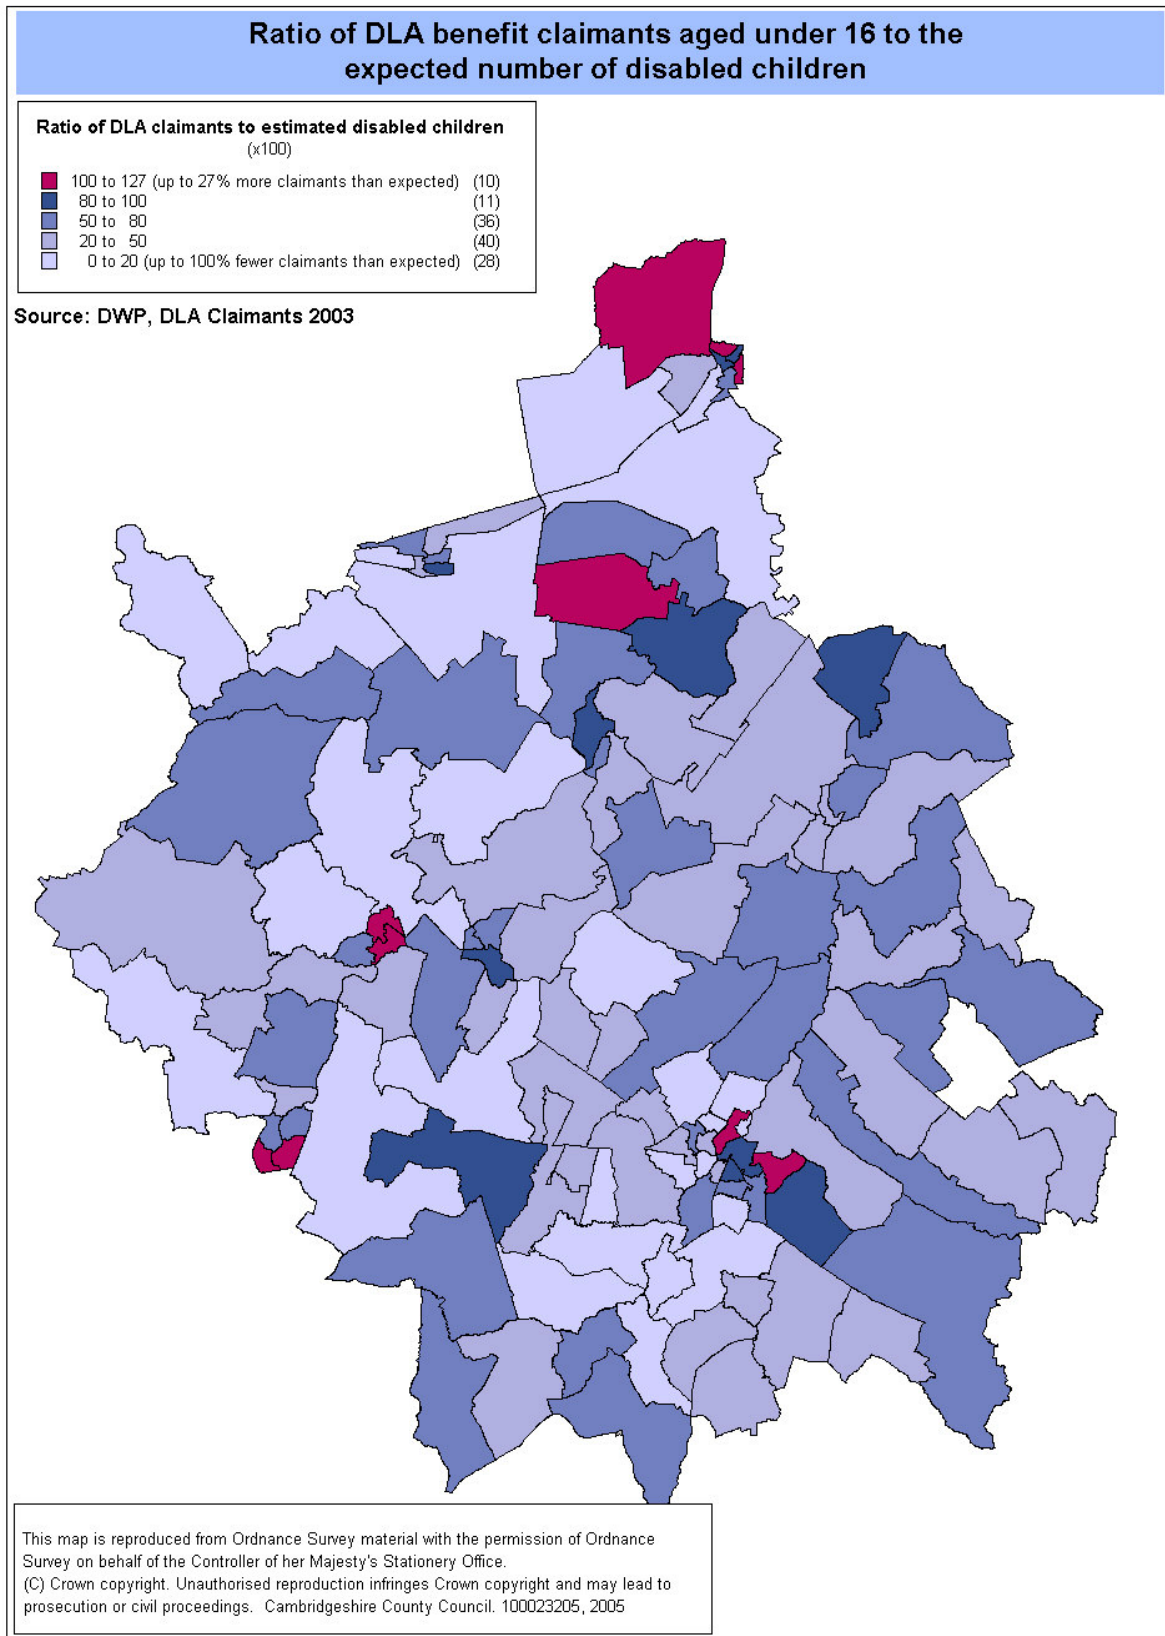 Ratio of DLA benefit claimants aged under 16 to the
expected number of disabled children
Ratio of DLA claimants to estimated disabled children
(x100)
100 to 127 (up to 27% more claimants than expected) (10)
80 to 100 (11)
50 to 80 (36)
20 to 50 (40)
0 to 20 (up to 100% fewer claimants than expected) (28)
Source: DWP, DLA Claimants 2003
This map is reproduced from Ordnance Survey material with the permission of Ordnance
Survey on behalf of the Controller of her Majesty's Stationery Office.
(C) Crown copyright. Unauthorised reproduction infringes Crown copyright and may lead to
prosecution or civil proceedings. Cambridgeshire County Council. 100023205, 2005